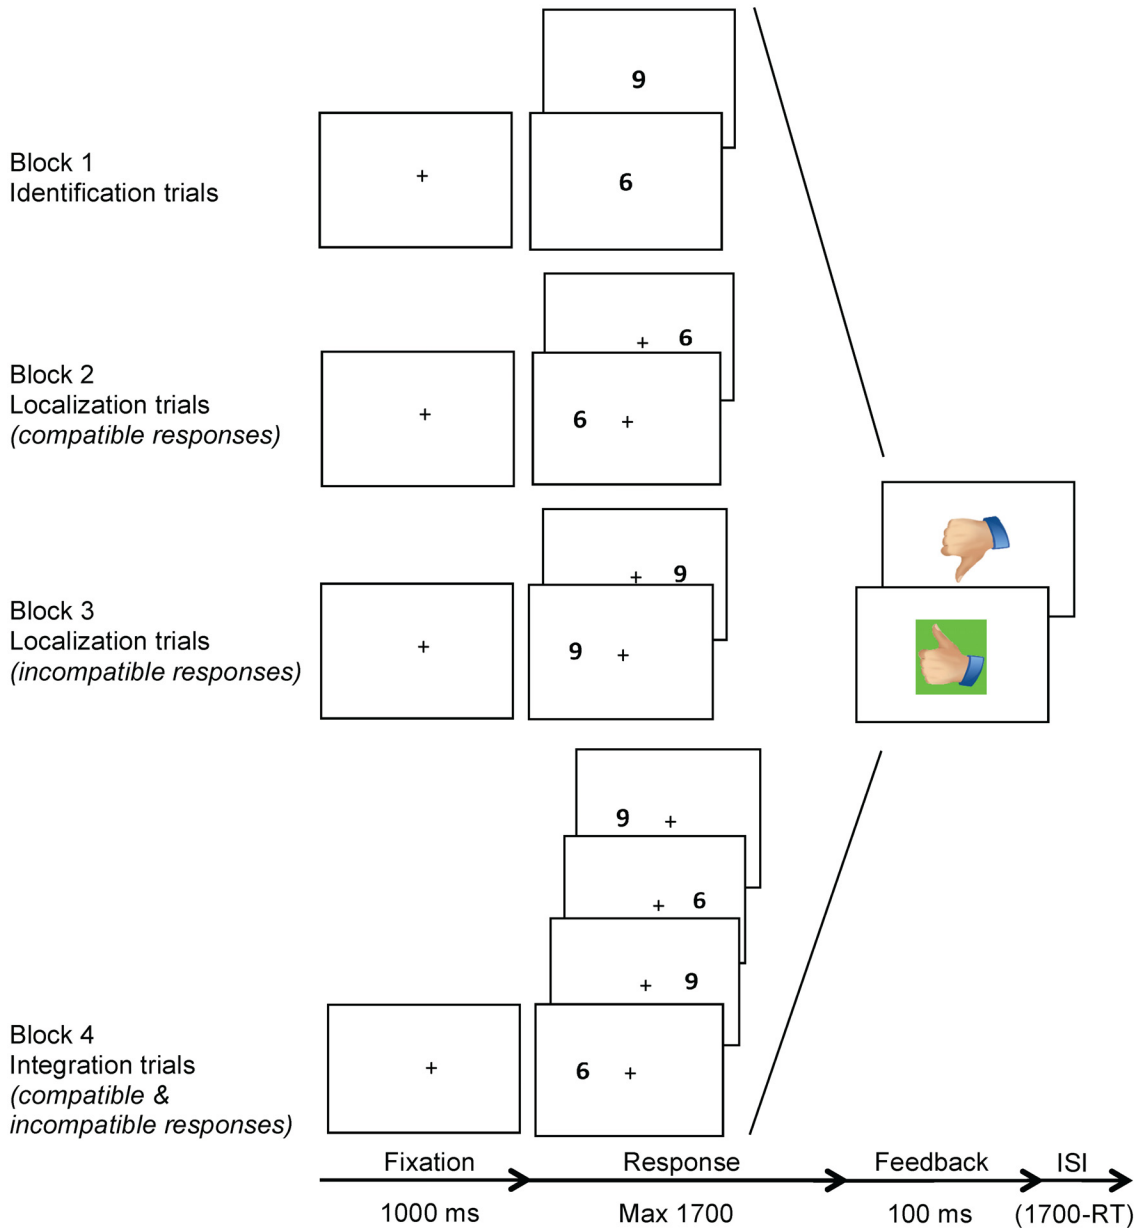 9
Block 1
Identification trials
+
6
+ 6
Block 2
Localization trials
(compatible responses)
+
6 +
+ 9
Block 3
Localization trials
(incompatible responses)
+
9 +
9 +
+ 6
+ 9
Block 4
Integration trials
(compatible &
incompatible responses)
+
6 +
Fixation Response Feedback ISI
1000 ms Max 1700 100 ms (1700-RT)